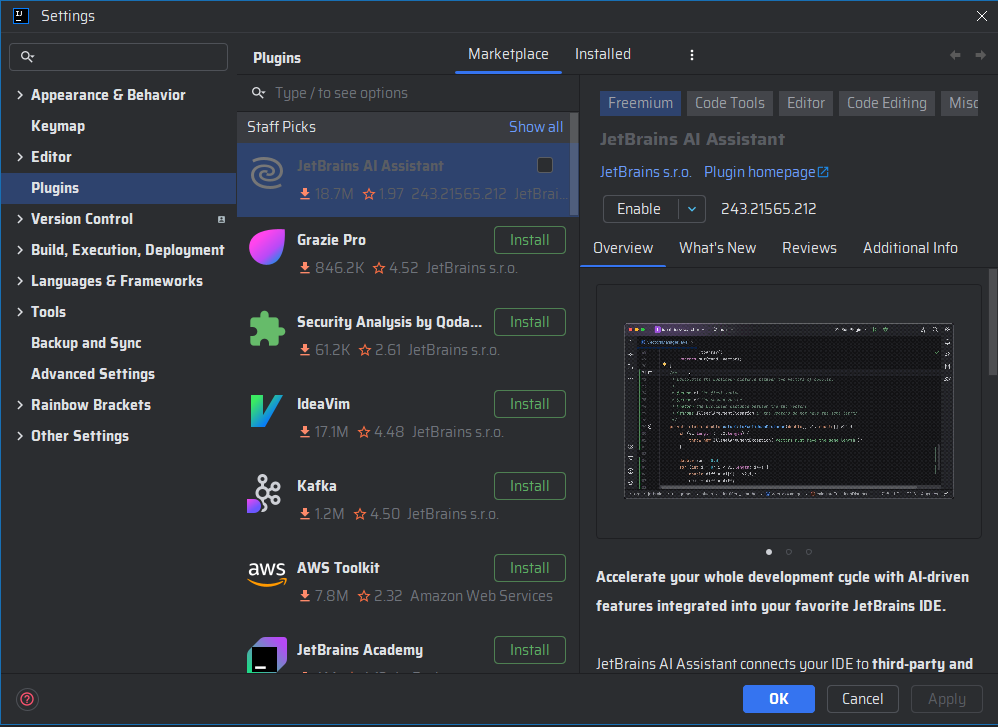 Settings
Plugins
Marketplace
Installed
Type / to see options
Appearance & Behavior
Keymap
Editor
Plugins
Version Control
Build, Execution, Deployment
Languages & Frameworks
Tools
Backup and Sync
Advanced Settings
Rainbow Brackets
Other Settings
Staff Picks Show all
JetBrains AI Assistant
18.7M 1.97 243.21565.212 JetBrai...
Grazie Pro Install
846.2K 4.52 JetBrains s.r.o.
Security Analysis by Qoda... Install
61.2K 2.61 JetBrains s.r.o.
IdeaVim Install
17.1M 4.48 JetBrains s.r.o.
Kafka Install
1.2M 4.50 JetBrains s.r.o.
aws
AWS Toolkit Install
7.8M 2.32 Amazon Web Services
JetBrains Academy Install
Freemium Code Tools Editor Code Editing Misc
JetBrains AI Assistant
JetBrains s.r.o. Plugin homepage
Enable 243.21565.212
Overview What's New Reviews Additional Info
Accelerate your whole development cycle with AI-driven
features integrated into your favorite JetBrains IDE.
JetBrains AI Assistant connects your IDE to third-party and
OK Cancel Apply